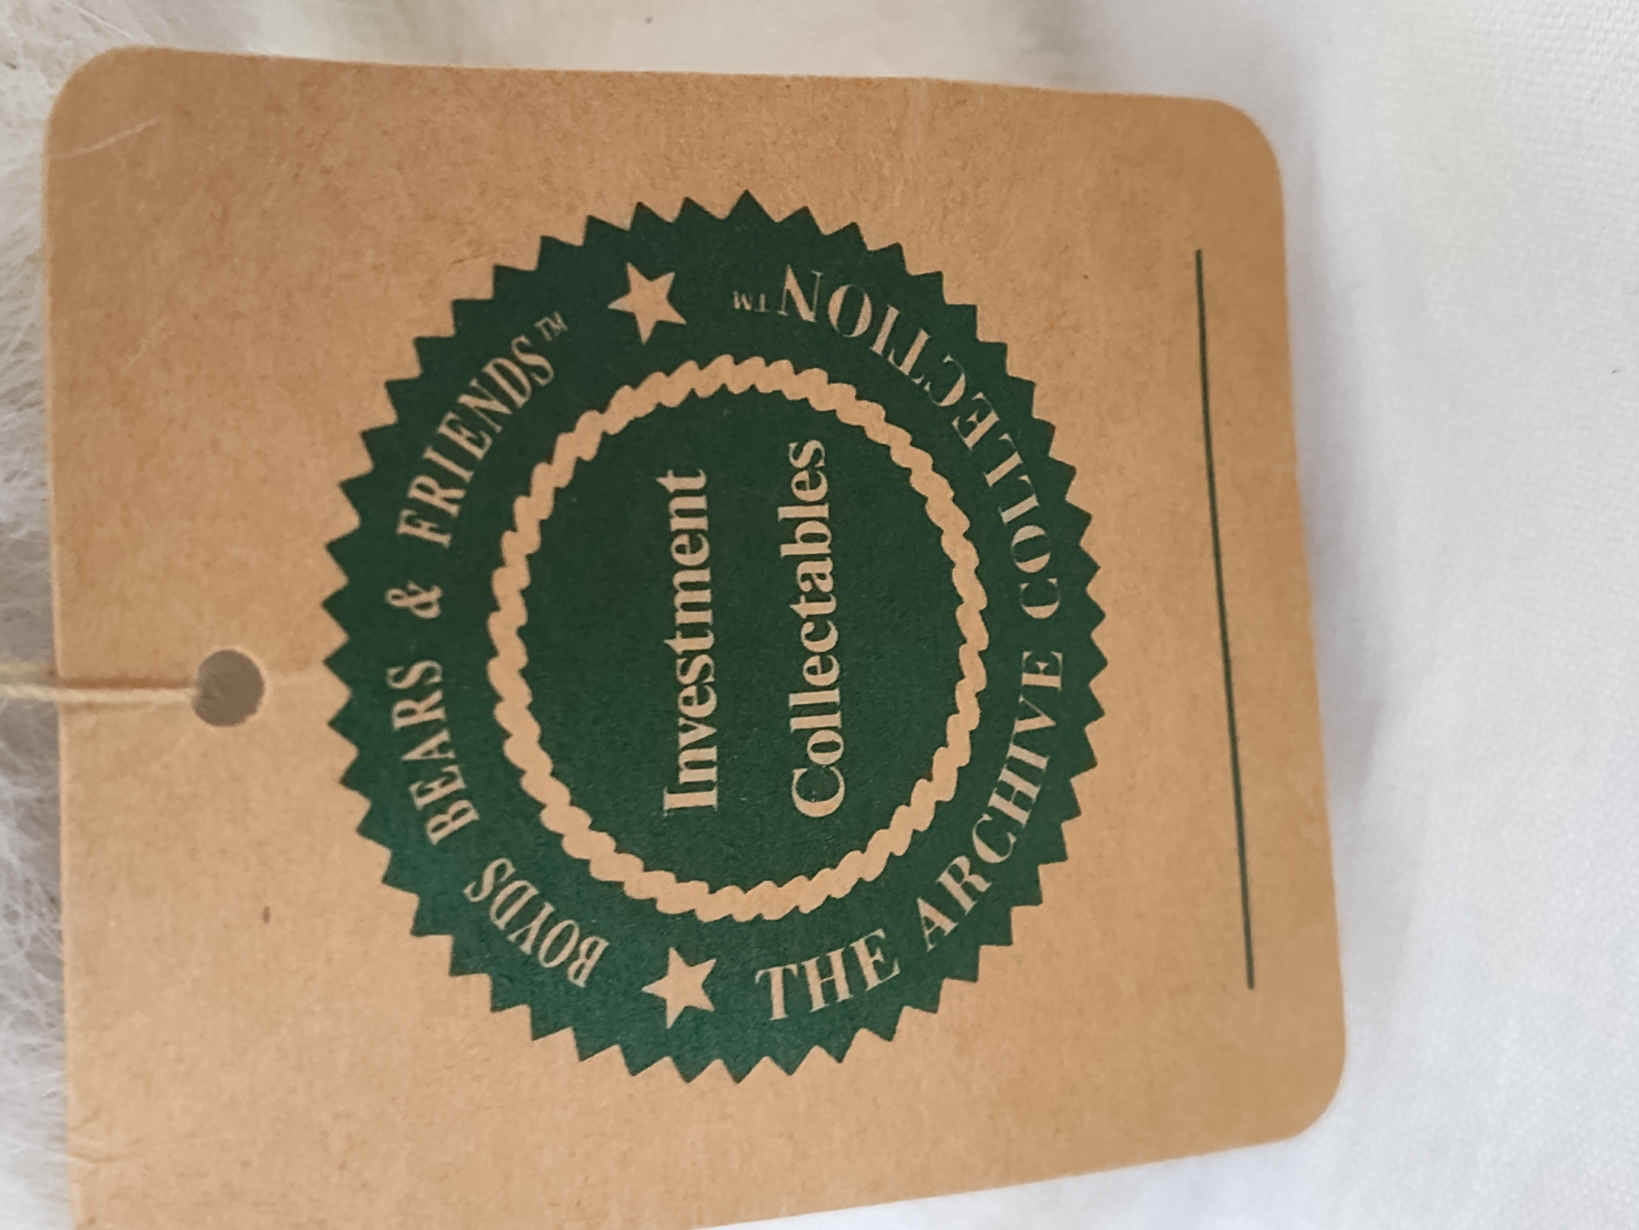 BOYDS BEARS & FRIENDS™
Investment
Collectables
THE ARCHIVE COLLECTION™